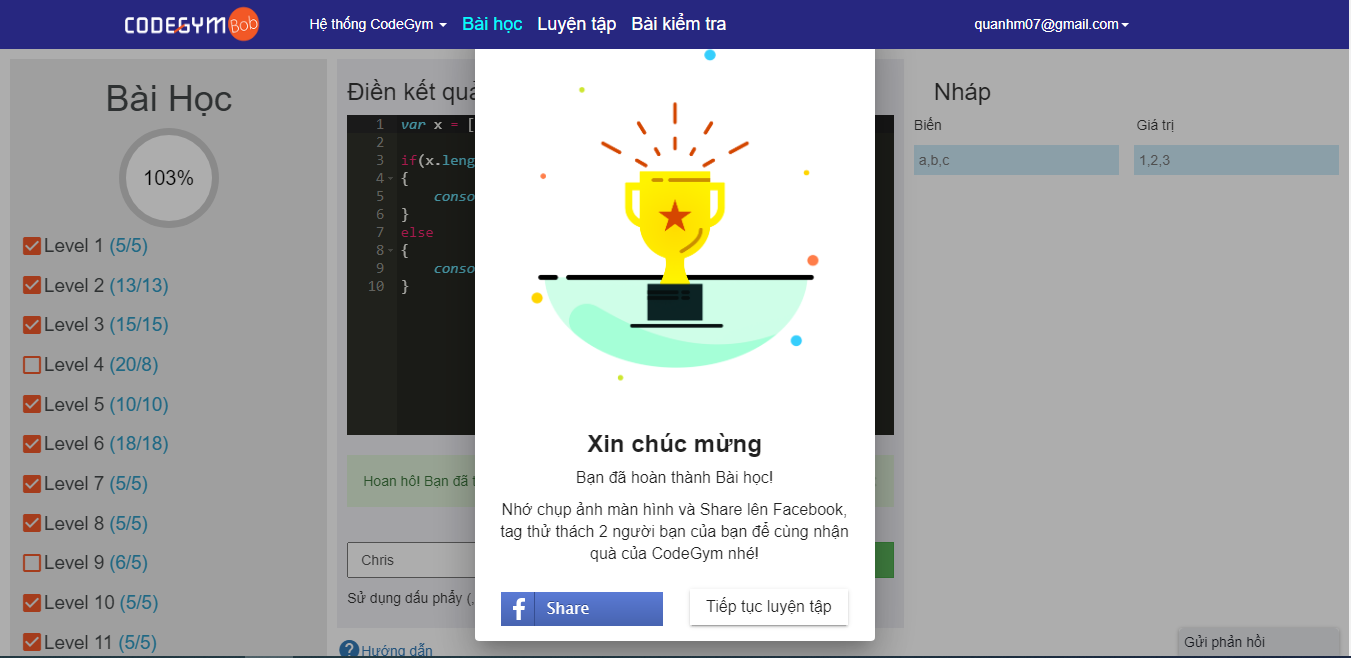 CODEGYM Bob
Hệ thống CodeGym
Bài học
Luyện tập
Bài kiểm tra
quanhm07@gmail.com
Bài Học
103%
Level 1 (5/5)
Level 2 (13/13)
Level 3 (15/15)
Level 4 (20/8)
Level 5 (10/10)
Level 6 (18/18)
Level 7 (5/5)
Level 8 (5/5)
Level 9 (6/5)
Level 10 (5/5)
Level 11 (5/5)
Điền kết quả
1 var x = [
2
3 if(x.leng
4 {
5 conso
6 }
7 else
8 {
9 conso
10 }
Hoan hô! Bạn đã
Chris
Sử dụng dấu phẩy (,
Hướng dẫn
Xin chúc mừng
Bạn đã hoàn thành Bài học!
Nhớ chụp ảnh màn hình và Share lên Facebook,
tag thử thách 2 người bạn của bạn để cùng nhận
quà của CodeGym nhé!
f Share
Tiếp tục luyện tập
Nháp
Biến
Giá trị
a,b,c
1,2,3
Gửi phản hồi